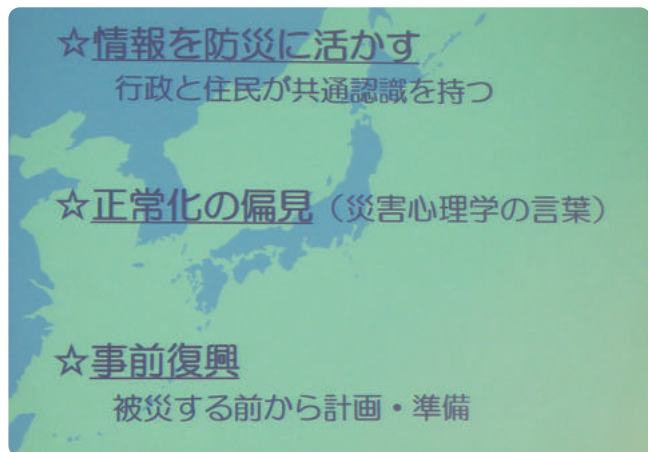 ☆情報を防災に活かす
行政と住民が共通認識を持つ
☆正常化の偏見(災害心理学の言葉)
☆事前復興
被災する前から計画・準備